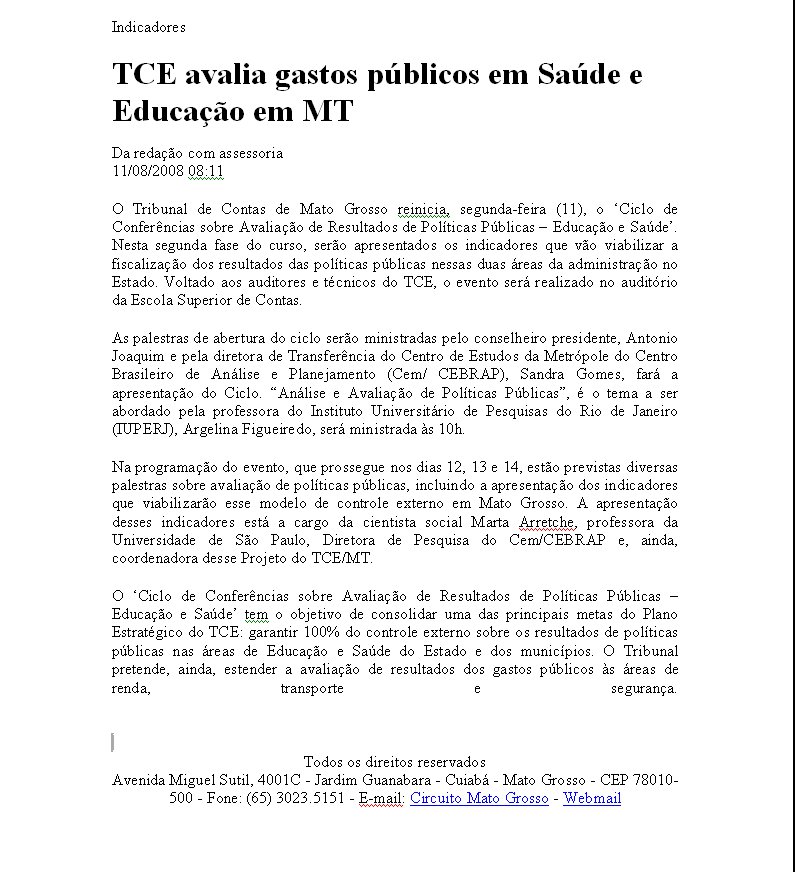 Indicadores
TCE avalia gastos públicos em Saúde e
Educação em MT
Da redação com assessoria
11/08/2008 08:11
O Tribunal de Contas de Mato Grosso reinicia, segunda-feira (11), o ‘Ciclo de
Conferências sobre Avaliação de Resultados de Políticas Públicas – Educação e Saúde’.
Nesta segunda fase do curso, serão apresentados os indicadores que vão viabilizar a
fiscalização dos resultados das políticas públicas nessas duas áreas da administração no
Estado. Voltado aos auditores e técnicos do TCE, o evento será realizado no auditório
da Escola Superior de Contas.
As palestras de abertura do ciclo serão ministradas pelo conselheiro presidente, Antonio
Joaquim e pela diretora de Transferência do Centro de Estudos da Metrópole do Centro
Brasileiro de Análise e Planejamento (Cem/ CEBRAP), Sandra Gomes, fará a
apresentação do Ciclo. “Análise e Avaliação de Políticas Públicas”, é o tema a ser
abordado pela professora do Instituto Universitário de Pesquisas do Rio de Janeiro
(IUPERJ), Argelina Figueiredo, será ministrada às 10h.
Na programação do evento, que prossegue nos dias 12, 13 e 14, estão previstas diversas
palestras sobre avaliação de políticas públicas, incluindo a apresentação dos indicadores
que viabilizarão esse modelo de controle externo em Mato Grosso. A apresentação
desses indicadores está a cargo da cientista social Marta Arretche, professora da
Universidade de São Paulo, Diretora de Pesquisa do Cem/CEBRAP e, ainda,
coordenadora desse Projeto do TCE/MT.
O ‘Ciclo de Conferências sobre Avaliação de Resultados de Políticas Públicas –
Educação e Saúde’ tem o objetivo de consolidar uma das principais metas do Plano
Estratégico do TCE: garantir 100% do controle externo sobre os resultados de políticas
públicas nas áreas de Educação e Saúde do Estado e dos municípios. O Tribunal
pretende, ainda, estender a avaliação de resultados dos gastos públicos às áreas de
renda, transporte e segurança.
Todos os direitos reservados
Avenida Miguel Sutil, 4001C - Jardim Guanabara - Cuiabá - Mato Grosso - CEP 78010-
500 - Fone: (65) 3023.5151 - E-mail: Circuito Mato Grosso - Webmail